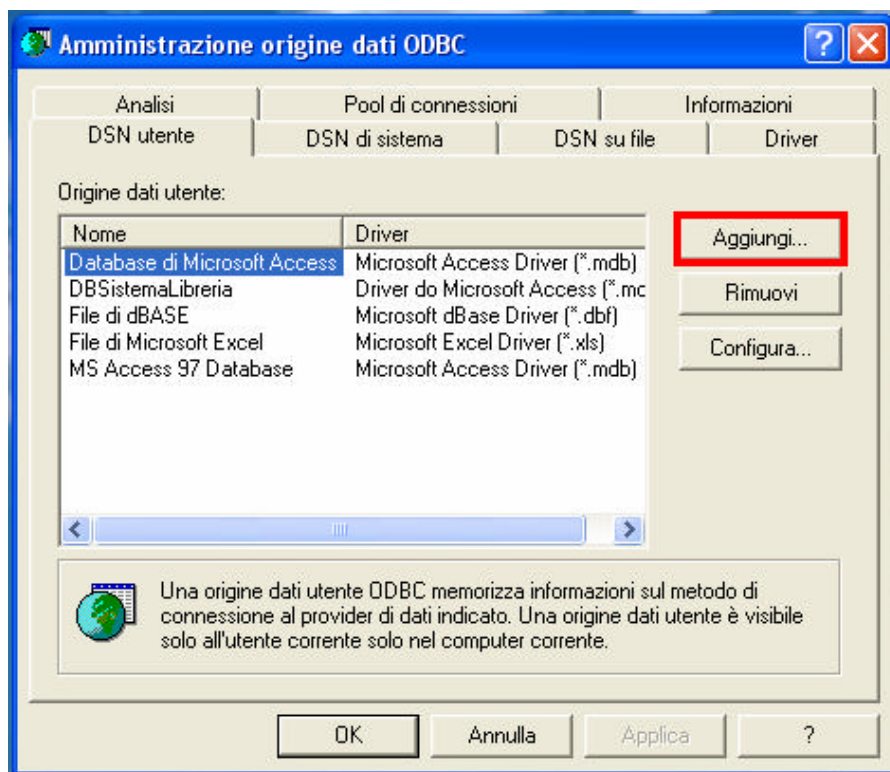 Amministrazione origine dati ODBC
Analisi Pool di connessioni Informazioni
DSN utente DSN di sistema DSN su file Driver
Origine dati utente:
Nome Driver
Database di Microsoft Access Microsoft Access Driver (*.mdb)
DBSistemaLibreria Driver do Microsoft Access (*.mc
File di dBASE Microsoft dBase Driver (*.dbf)
File di Microsoft Excel Microsoft Excel Driver (*.xls)
MS Access 97 Database Microsoft Access Driver (*.mdb)
Aggiungi...
Rimuovi
Configura...
Una origine dati utente ODBC memorizza informazioni sul metodo di
connessione al provider di dati indicato. Una origine dati utente è visibile
solo all'utente corrente solo nel computer corrente.
OK Annulla Applica ?